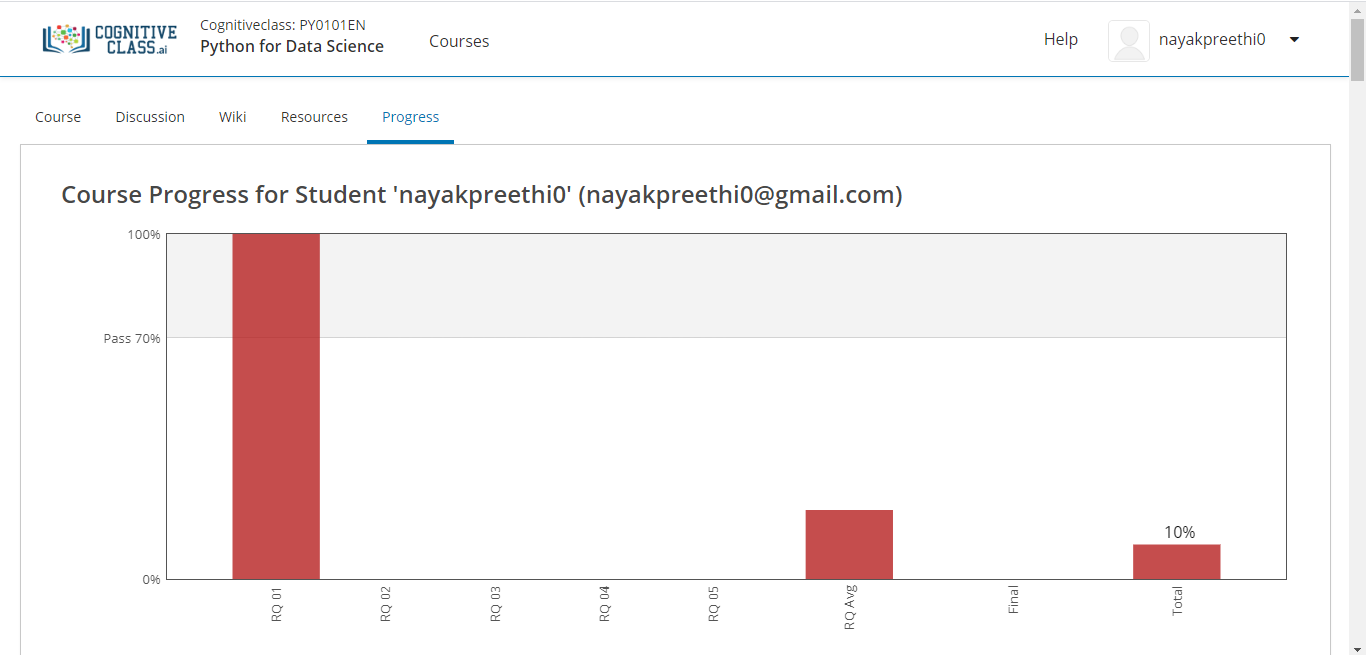 COGNITIVE
CLASS.ai
Cognitiveclass: PY0101EN
Python for Data Science
Courses
Help
nayakpreethi0
Course
Discussion
Wiki
Resources
Progress
Course Progress for Student 'nayakpreethi0' (nayakpreethi0@gmail.com)
100%
Pass 70%
0%
10%
RQ 01
RQ 02
RQ 03
RQ 04
RQ 05
RQ Avg
Final
Total